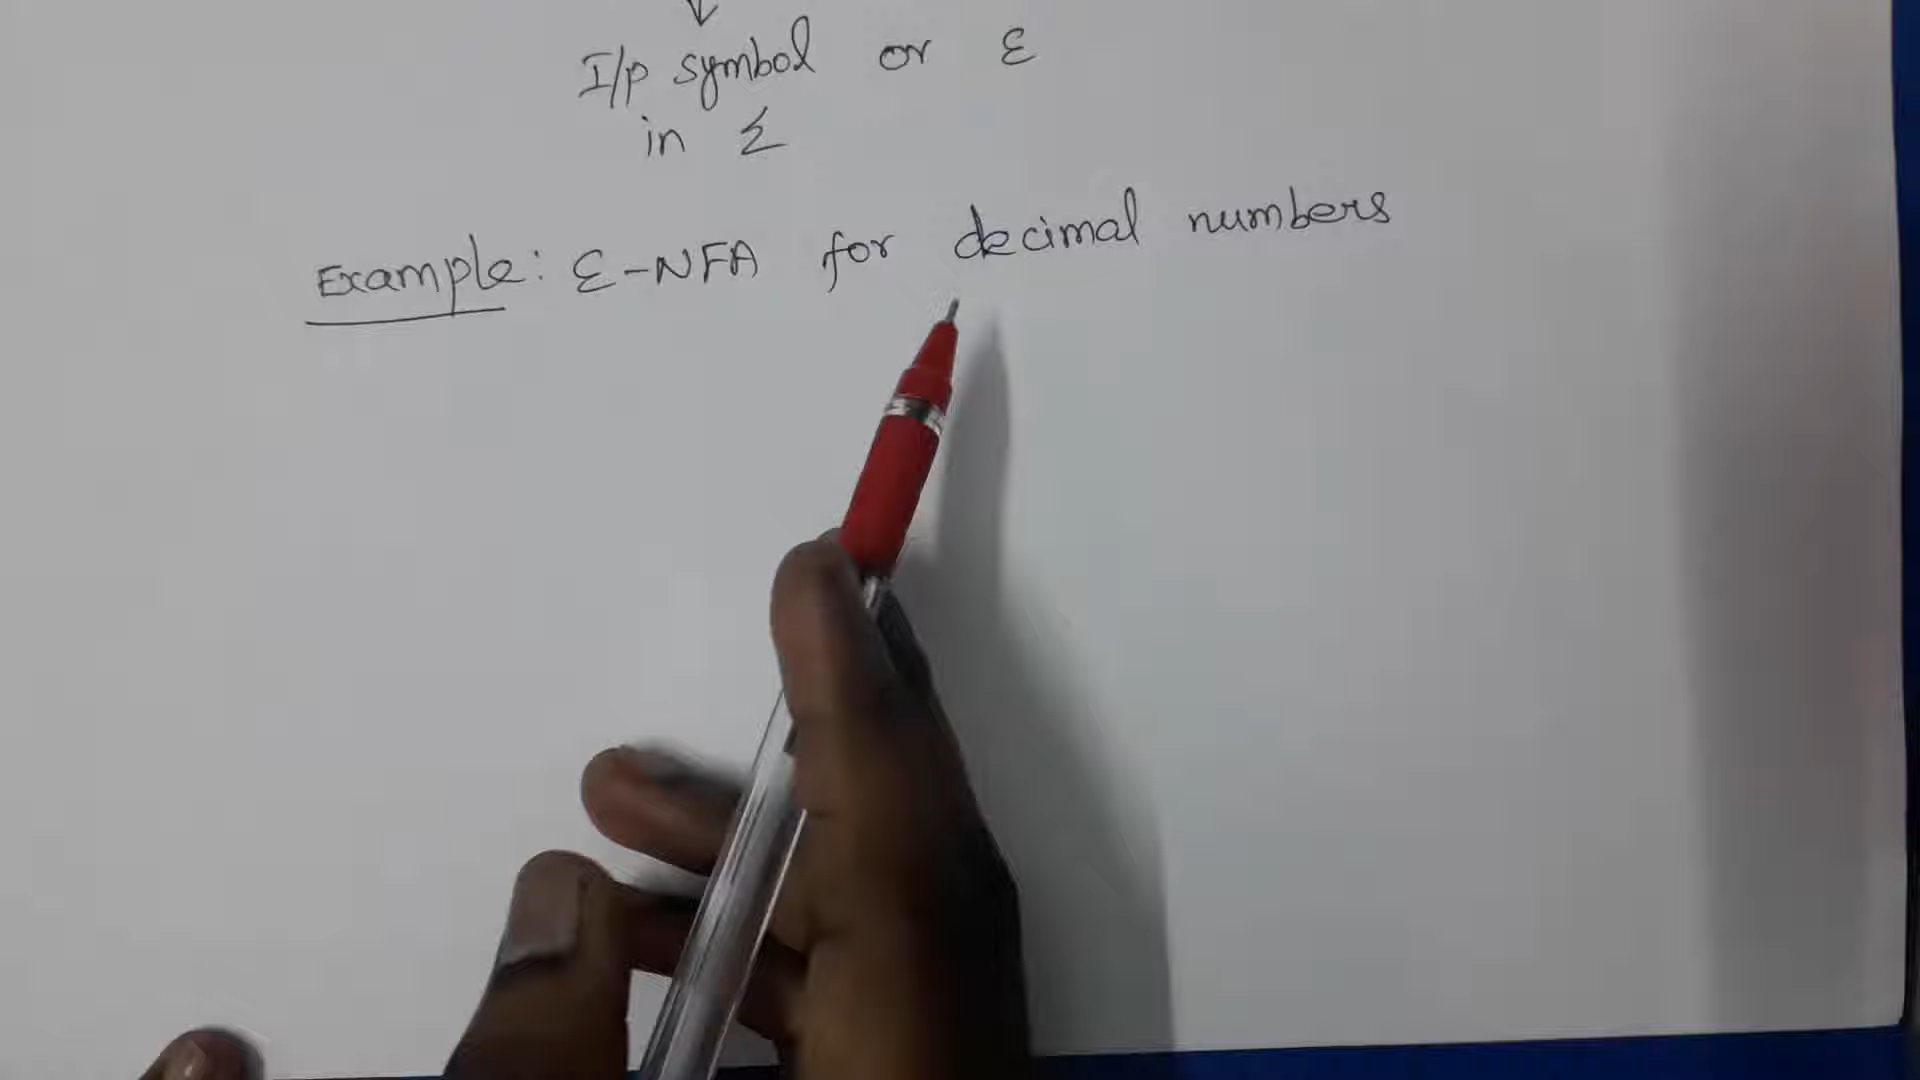 I/p symbol or ε
in Σ
Example: ε-NFA for decimal numbers